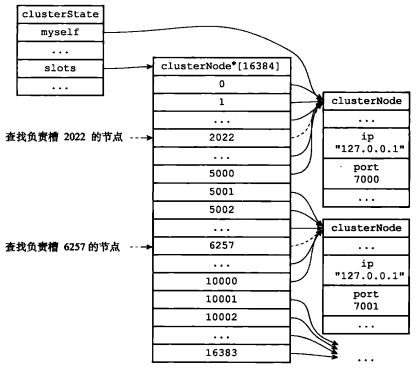 clusterState
myself
...
slots
...
clusterNode*[16384]
0
1
...
2022
...
5000
5001
5002
...
6257
...
10000
10001
10002
...
16383
查找负责槽 2022 的节点
查找负责槽 6257 的节点
clusterNode
...
ip
"127.0.0.1"
port
7000
...
clusterNode
...
ip
"127.0.0.1"
port
7001
...
...